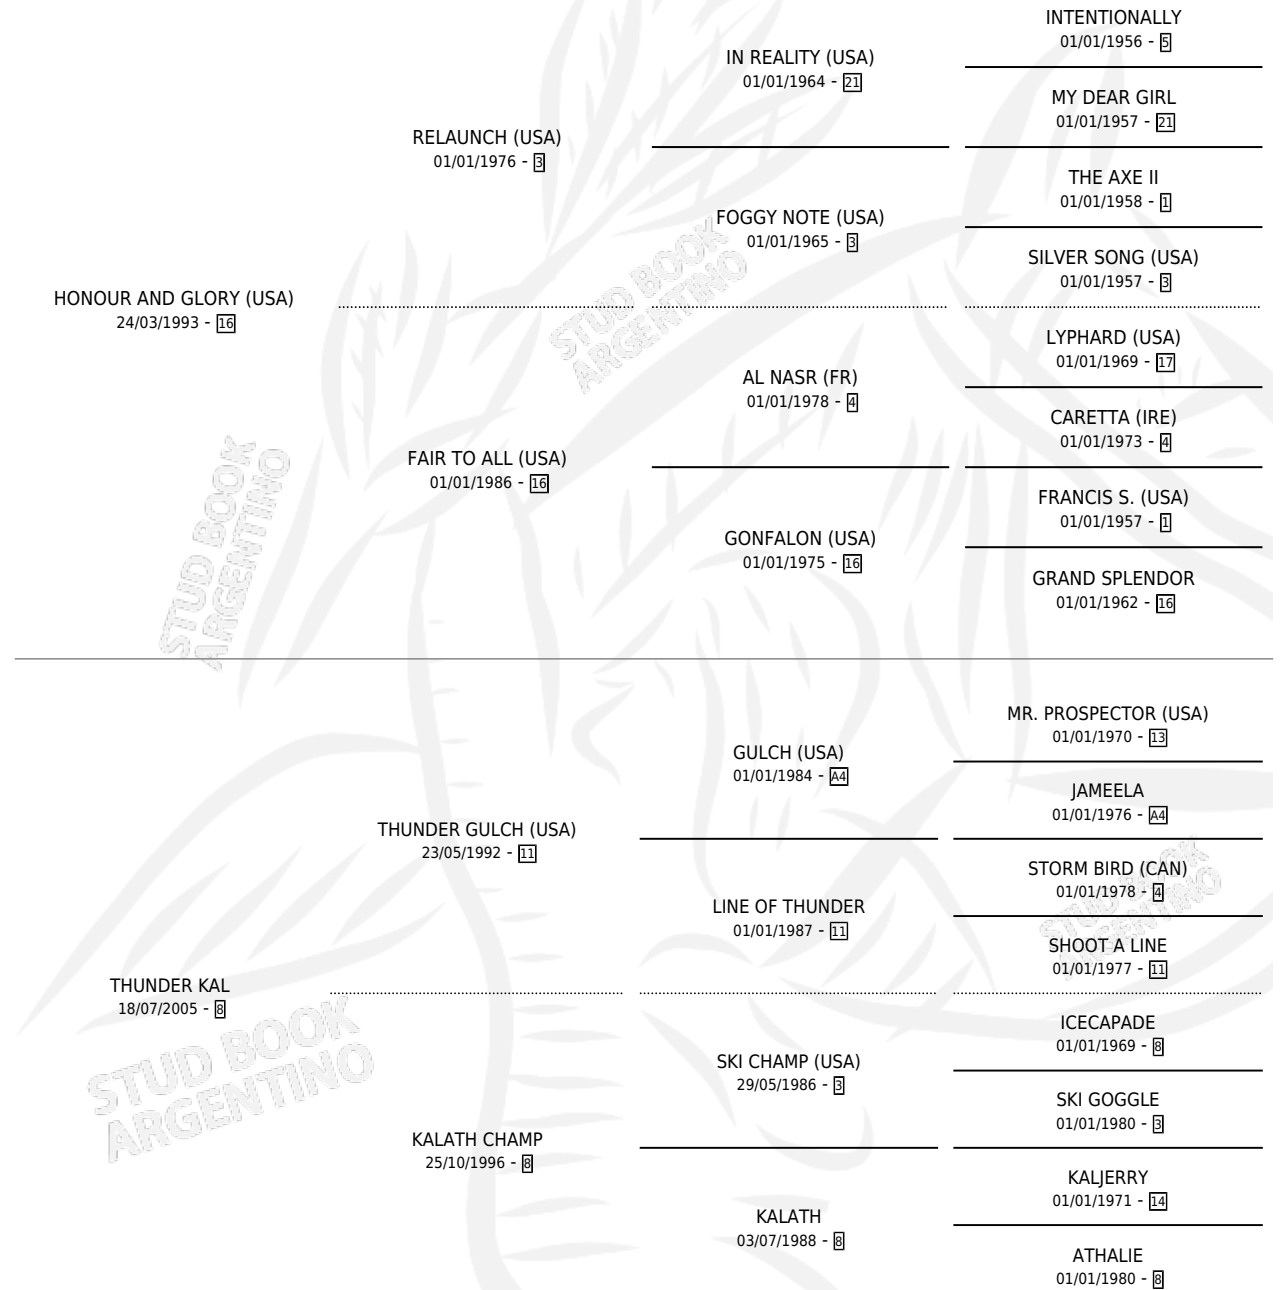 INTENTIONALLY
01/01/1956 - 5
IN REALITY (USA)
01/01/1964 - 21
MY DEAR GIRL
01/01/1957 - 21
RELAUNCH (USA)
01/01/1976 - 3
THE AXE II
01/01/1958 - 1
FOGGY NOTE (USA)
01/01/1965 - 3
SILVER SONG (USA)
01/01/1957 - 3
HONOUR AND GLORY (USA)
24/03/1993 - 16
LYPHARD (USA)
01/01/1969 - 17
AL NASR (FR)
01/01/1978 - 4
CARETTA (IRE)
01/01/1973 - 4
FAIR TO ALL (USA)
01/01/1986 - 16
FRANCIS S. (USA)
01/01/1957 - 1
GONFALON (USA)
01/01/1975 - 16
GRAND SPLENDOR
01/01/1962 - 16
MR. PROSPECTOR (USA)
01/01/1970 - 13
GULCH (USA)
01/01/1984 - A4
JAMEELA
01/01/1976 - A4
THUNDER GULCH (USA)
23/05/1992 - 11
STORM BIRD (CAN)
01/01/1978 - 4
LINE OF THUNDER
01/01/1987 - 11
SHOOT A LINE
01/01/1977 - 11
THUNDER KAL
18/07/2005 - 8
ICECAPADE
01/01/1969 - 8
SKI CHAMP (USA)
29/05/1986 - 3
SKI GOGGLE
01/01/1980 - 3
KALATH CHAMP
25/10/1996 - 8
KALJERRY
01/01/1971 - 14
KALATH
03/07/1988 - 8
ATHALIE
01/01/1980 - 8
STUD BOOK
ARGENTINO
STUD BOOK
ARGENTINO
STUD BOOK
ARGENTINO
STUD BOOK
ARGENTINO